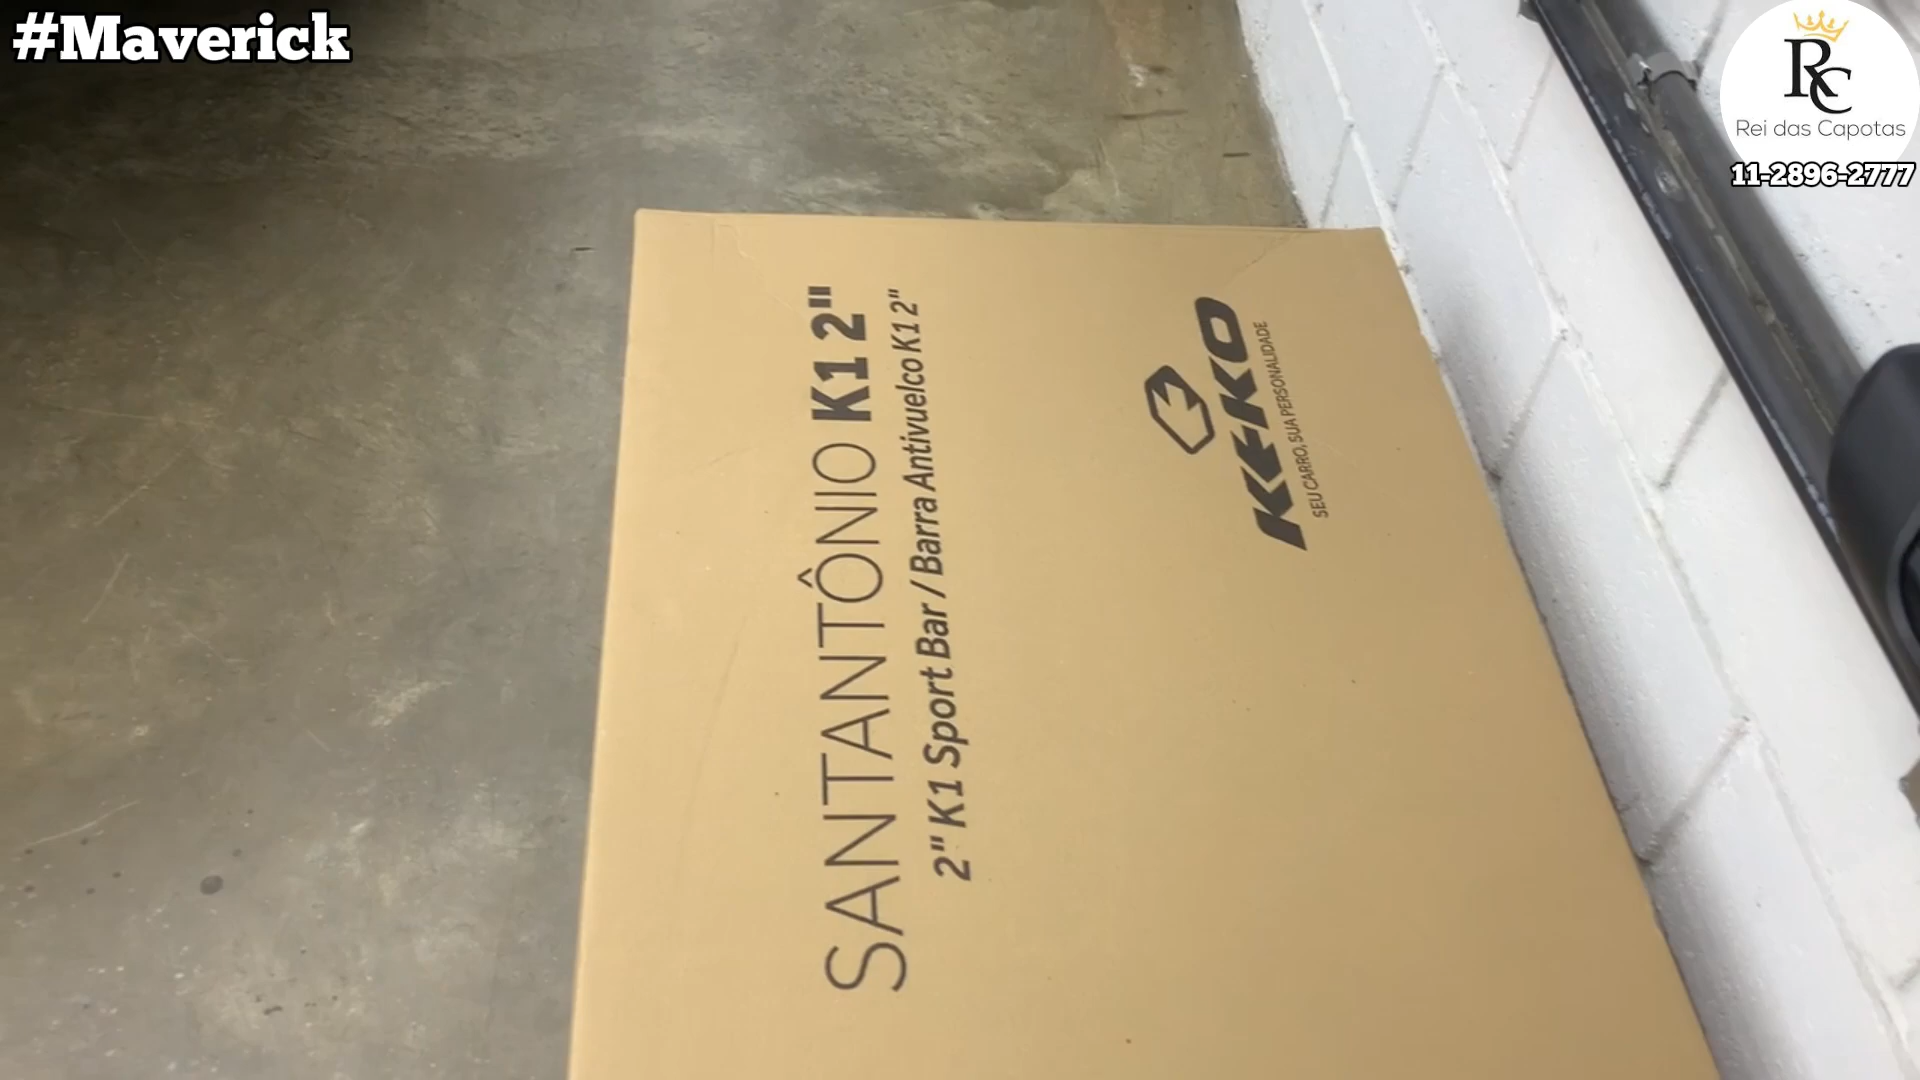 #Maverick
RC
Rei das Capotas
11-2896-2777
SANTANTÔNIO K1 2"
2" K1 Sport Bar / Barra Antivuelco K1 2"
KEKO
SEU CARRO, SUA PERSONALIDADE